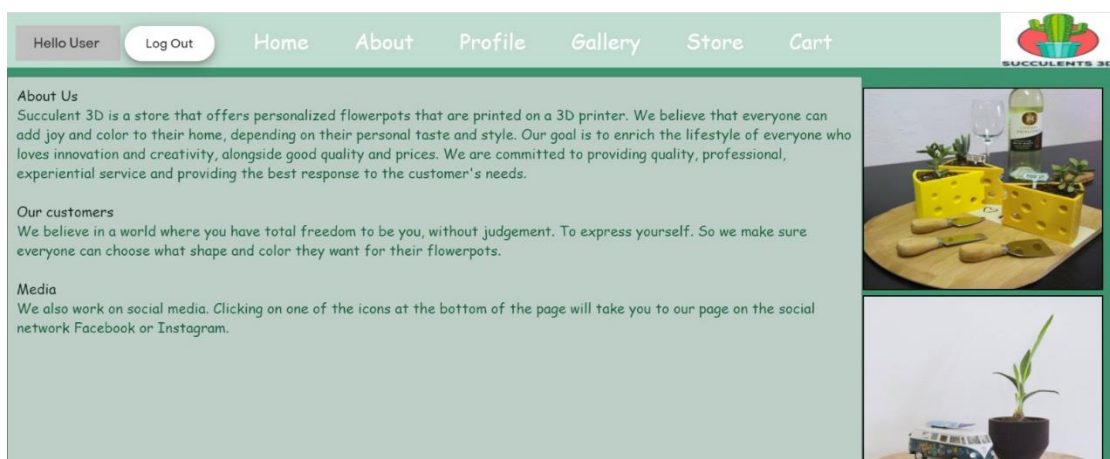 Hello User
Log Out
Home
About
Profile
Gallery
Store
Cart
SUCCULENTS 3D
About Us
Succulent 3D is a store that offers personalized flowerpots that are printed on a 3D printer. We believe that everyone can
add joy and color to their home, depending on their personal taste and style. Our goal is to enrich the lifestyle of everyone who
loves innovation and creativity, alongside good quality and prices. We are committed to providing quality, professional,
experiential service and providing the best response to the customer's needs.
Our customers
We believe in a world where you have total freedom to be you, without judgement. To express yourself. So we make sure
everyone can choose what shape and color they want for their flowerpots.
Media
We also work on social media. Clicking on one of the icons at the bottom of the page will take you to our page on the social
network Facebook or Instagram.